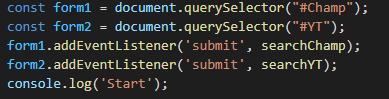 const form1 = document.querySelector("#Champ");
const form2 = document.querySelector("#YT");
form1.addEventListener('submit', searchChamp);
form2.addEventListener('submit', searchYT);
console.log('Start');